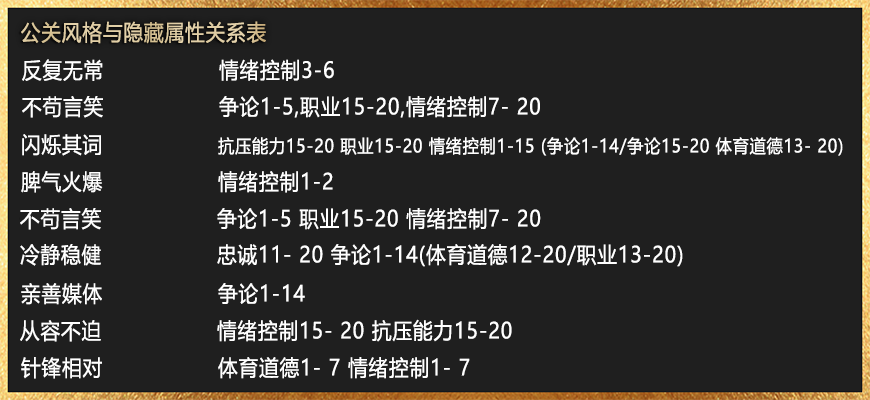 公关风格与隐藏属性关系表
反复无常 情绪控制3-6
不苟言笑 争论1-5,职业15-20,情绪控制7- 20
闪烁其词 抗压能力15-20 职业15-20 情绪控制1-15 (争论1-14/争论15-20 体育道德13- 20)
脾气火爆 情绪控制1-2
不苟言笑 争论1-5 职业15-20 情绪控制7- 20
冷静稳健 忠诚11- 20 争论1-14(体育道德12-20/职业13-20)
亲善媒体 争论1-14
从容不迫 情绪控制15- 20 抗压能力15-20
针锋相对 体育道德1- 7 情绪控制1- 7